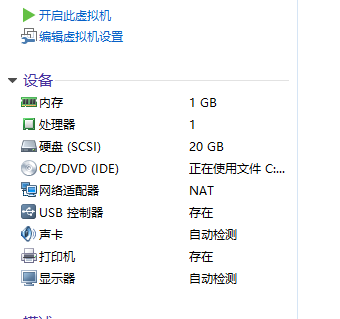 开启此虚拟机
编辑虚拟机设置
设备
内存 1 GB
处理器 1
硬盘 (SCSI) 20 GB
CD/DVD (IDE) 正在使用文件 C:...
网络适配器 NAT
USB 控制器 存在
声卡 自动检测
打印机 存在
显示器 自动检测